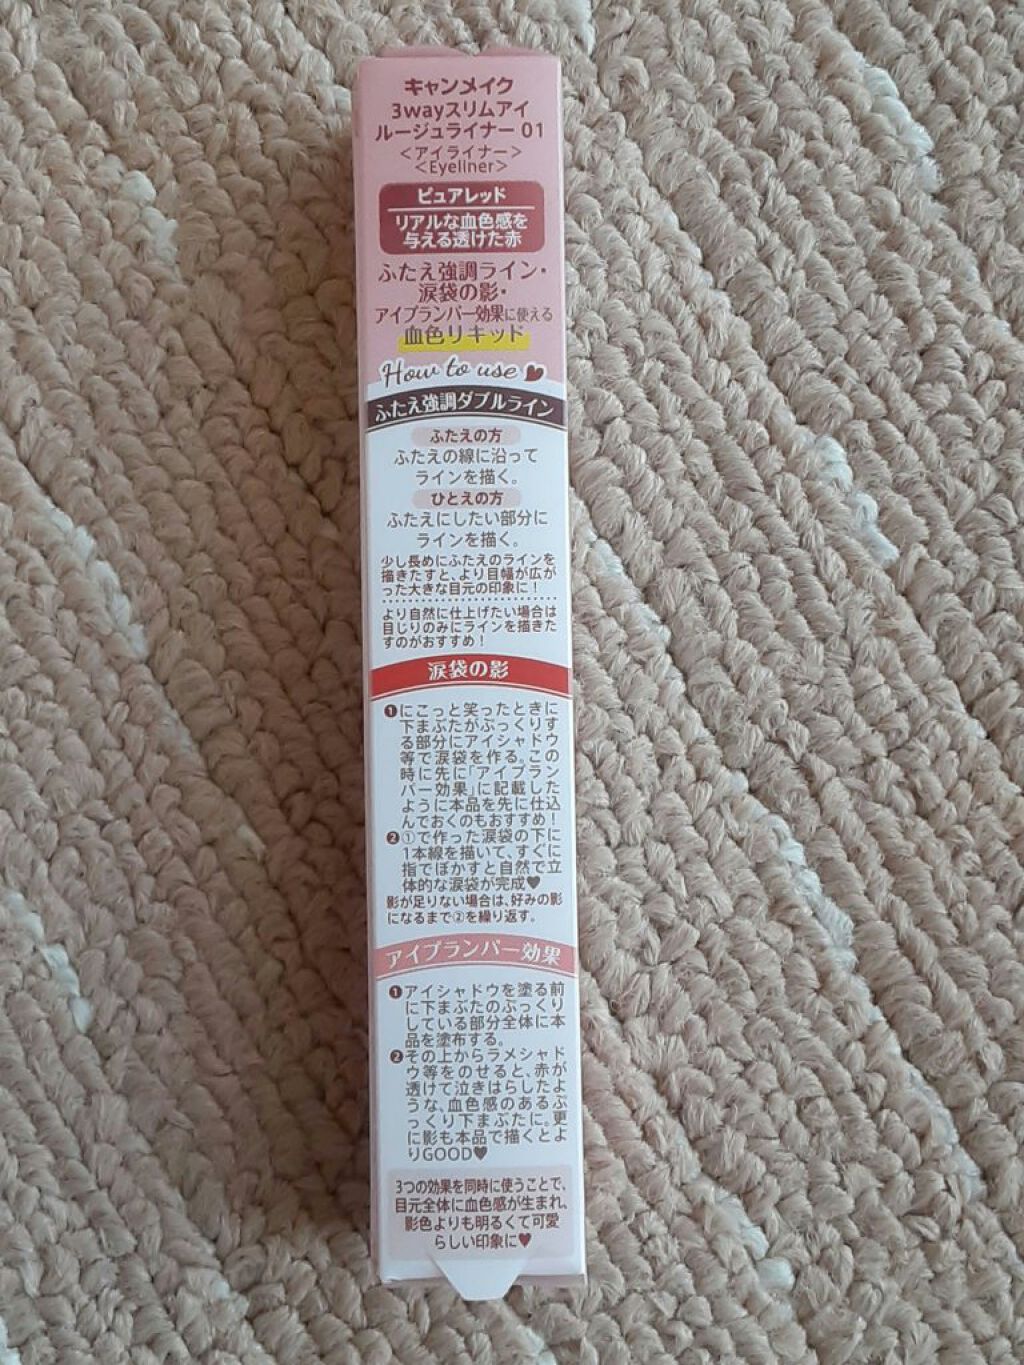 キャンメイク
3wayスリムアイ
ルージュライナー 01
＜アイライナー＞
＜Eyeliner＞
ピュアレッド
リアルな血色感を
与える透けた赤
ふたえ強調ライン・
涙袋の影・
アイプランパー効果に使える
血色リキッド
How to use
ふたえ強調ダブルライン
ふたえの方
ふたえの線に沿って
ラインを描く。
ひとえの方
ふたえにしたい部分に
ラインを描く。
少し長めにふたえのラインを
描きたすと、より目幅が広が
った大きな目元の印象に!
より自然に仕上げたい場合は
目じりのみにラインを描きた
すのがおすすめ!
涙袋の影
❶にこっと笑ったときに
下まぶたがぷっくりす
る部分にアイシャドウ
等で涙袋を作る。この
時に先に「アイプラン
パー効果」に記載した
ように本品を先に仕込
んでおくのもおすすめ!
❷①で作った涙袋の下に
1本線を描いて、すぐに
指でぼかすと自然で立
体的な涙袋が完成♥
影が足りない場合は、好みの影
になるまで②を繰り返す。
アイプランパー効果
❶アイシャドウを塗る前
に下まぶたのぷっくり
している部分全体に本
品を塗布する。
❷その上からラメシャド
ウ等をのせると、赤が
透けて泣きはらしたよ
うな、血色感のあるぷ
っくり下まぶたに。更
に影も本品で描くとよ
りGOOD♥
3つの効果を同時に使うことで、
目元全体に血色感が生まれ、
影色よりも明るくて可愛
らしい印象に♥